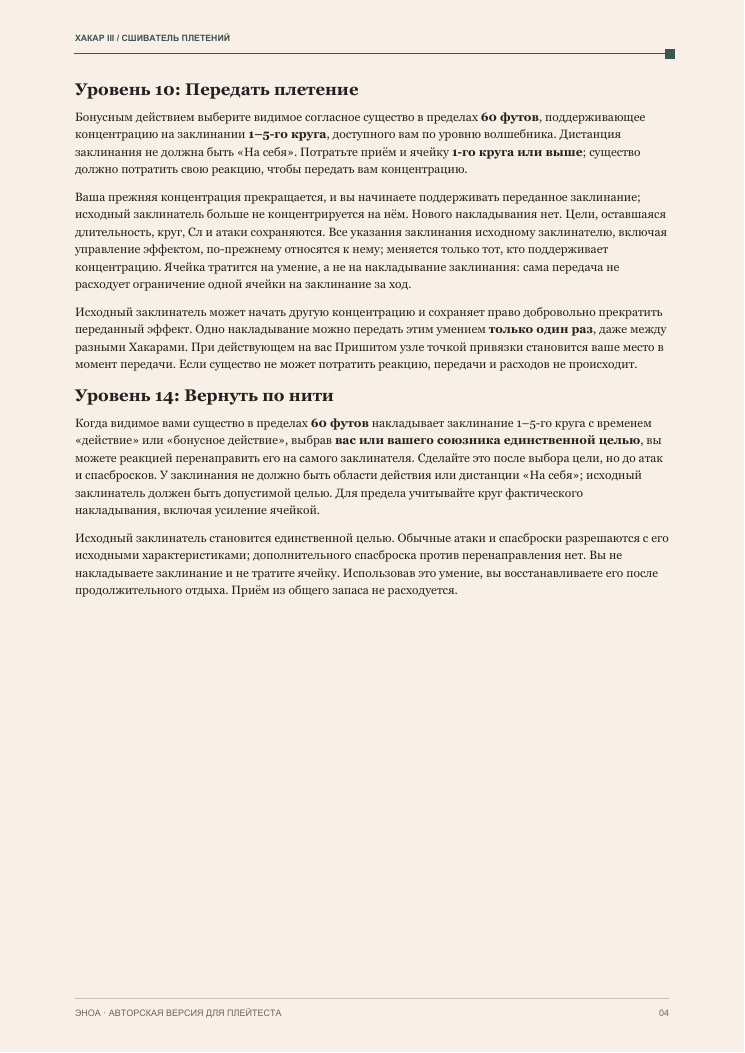 ХАКАР III / СШИВАТЕЛЬ ПЛЕТЕНИЙ
Уровень 10: Передать плетение
Бонусным действием выберите видимое согласное существо в пределах 60 футов, поддерживающее
концентрацию на заклинании 1–5-го круга, доступного вам по уровню волшебника. Дистанция
заклинания не должна быть «На себя». Потратьте приём и ячейку 1-го круга или выше; существо
должно потратить свою реакцию, чтобы передать вам концентрацию.
Ваша прежняя концентрация прекращается, и вы начинаете поддерживать переданное заклинание;
исходный заклинатель больше не концентрируется на нём. Нового накладывания нет. Цели, оставшаяся
длительность, круг, Сл и атаки сохраняются. Все указания заклинания исходному заклинателю, включая
управление эффектом, по-прежнему относятся к нему; меняется только тот, кто поддерживает
концентрацию. Ячейка тратится на умение, а не на накладывание заклинания: сама передача не
расходует ограничение одной ячейки на заклинание за ход.
Исходный заклинатель может начать другую концентрацию и сохраняет право добровольно прекратить
переданный эффект. Одно накладывание можно передать этим умением только один раз, даже между
разными Хакарами. При действующем на вас Пришитом узле точкой привязки становится ваше место в
момент передачи. Если существо не может потратить реакцию, передачи и расходов не происходит.
Уровень 14: Вернуть по нити
Когда видимое вами существо в пределах 60 футов накладывает заклинание 1–5-го круга с временем
«действие» или «бонусное действие», выбрав вас или вашего союзника единственной целью, вы
можете реакцией перенаправить его на самого заклинателя. Сделайте это после выбора цели, но до атак
и спасбросков. У заклинания не должно быть области действия или дистанции «На себя»; исходный
заклинатель должен быть допустимой целью. Для предела учитывайте круг фактического
накладывания, включая усиление ячейкой.
Исходный заклинатель становится единственной целью. Обычные атаки и спасброски разрешаются с его
исходными характеристиками; дополнительного спасброска против перенаправления нет. Вы не
накладываете заклинание и не тратите ячейку. Использовав это умение, вы восстанавливаете его после
продолжительного отдыха. Приём из общего запаса не расходуется.
ЭНОА · АВТОРСКАЯ ВЕРСИЯ ДЛЯ ПЛЕЙТЕСТА
04